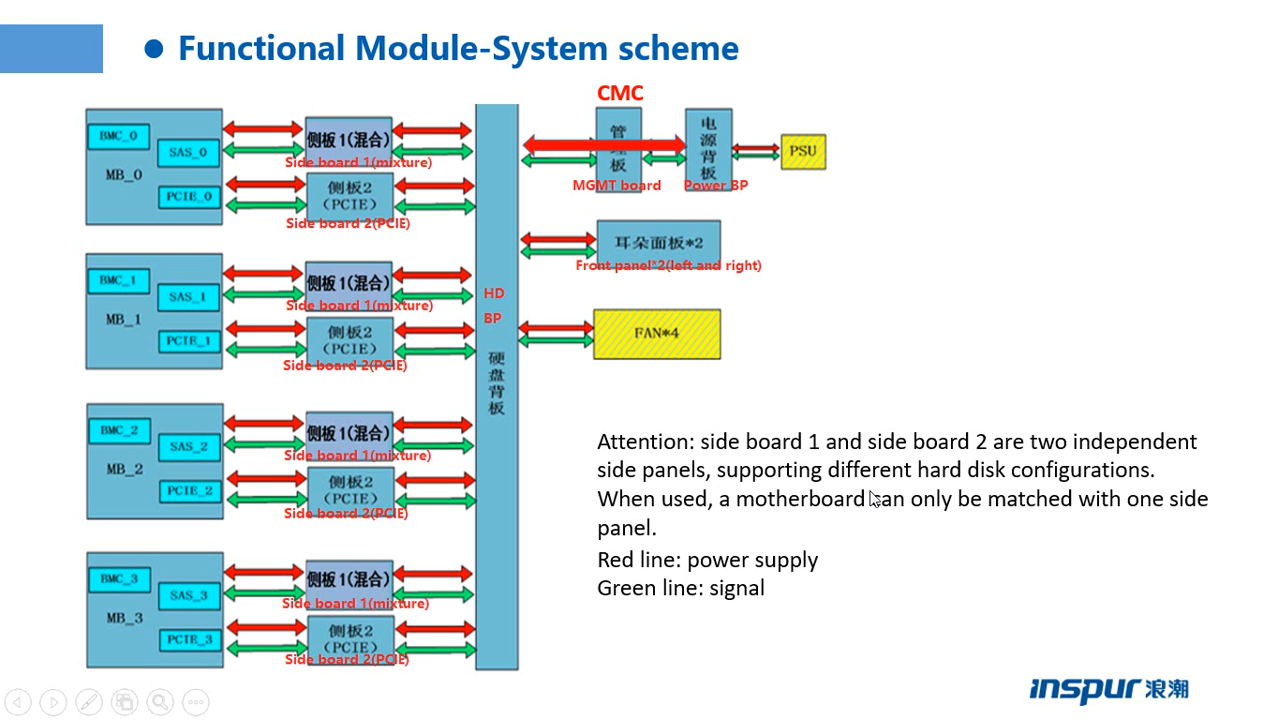 Functional Module-System scheme
CMC
BMC_0
SAS_0
MB_0
PCIE_0
侧板1(混合)
Side board 1(mixture)
侧板2
(PCIE)
Side board 2(PCIE)
管理板
MGMT board
电源背板
Power BP
PSU
耳朵面板*2
Front panel*2(left and right)
BMC_1
SAS_1
MB_1
PCIE_1
侧板1(混合)
Side board 1(mixture)
侧板2
(PCIE)
Side board 2(PCIE)
HD
BP
硬盘背板
FAN*4
BMC_2
SAS_2
MB_2
PCIE_2
侧板1(混合)
Side board 1(mixture)
侧板2
(PCIE)
Side board 2(PCIE)
Attention: side board 1 and side board 2 are two independent
side panels, supporting different hard disk configurations.
When used, a motherboard can only be matched with one side
panel.
Red line: power supply
Green line: signal
BMC_3
SAS_3
MB_3
PCIE_3
侧板1(混合)
Side board 1(mixture)
侧板2
(PCIE)
Side board 2(PCIE)
inspur 浪潮